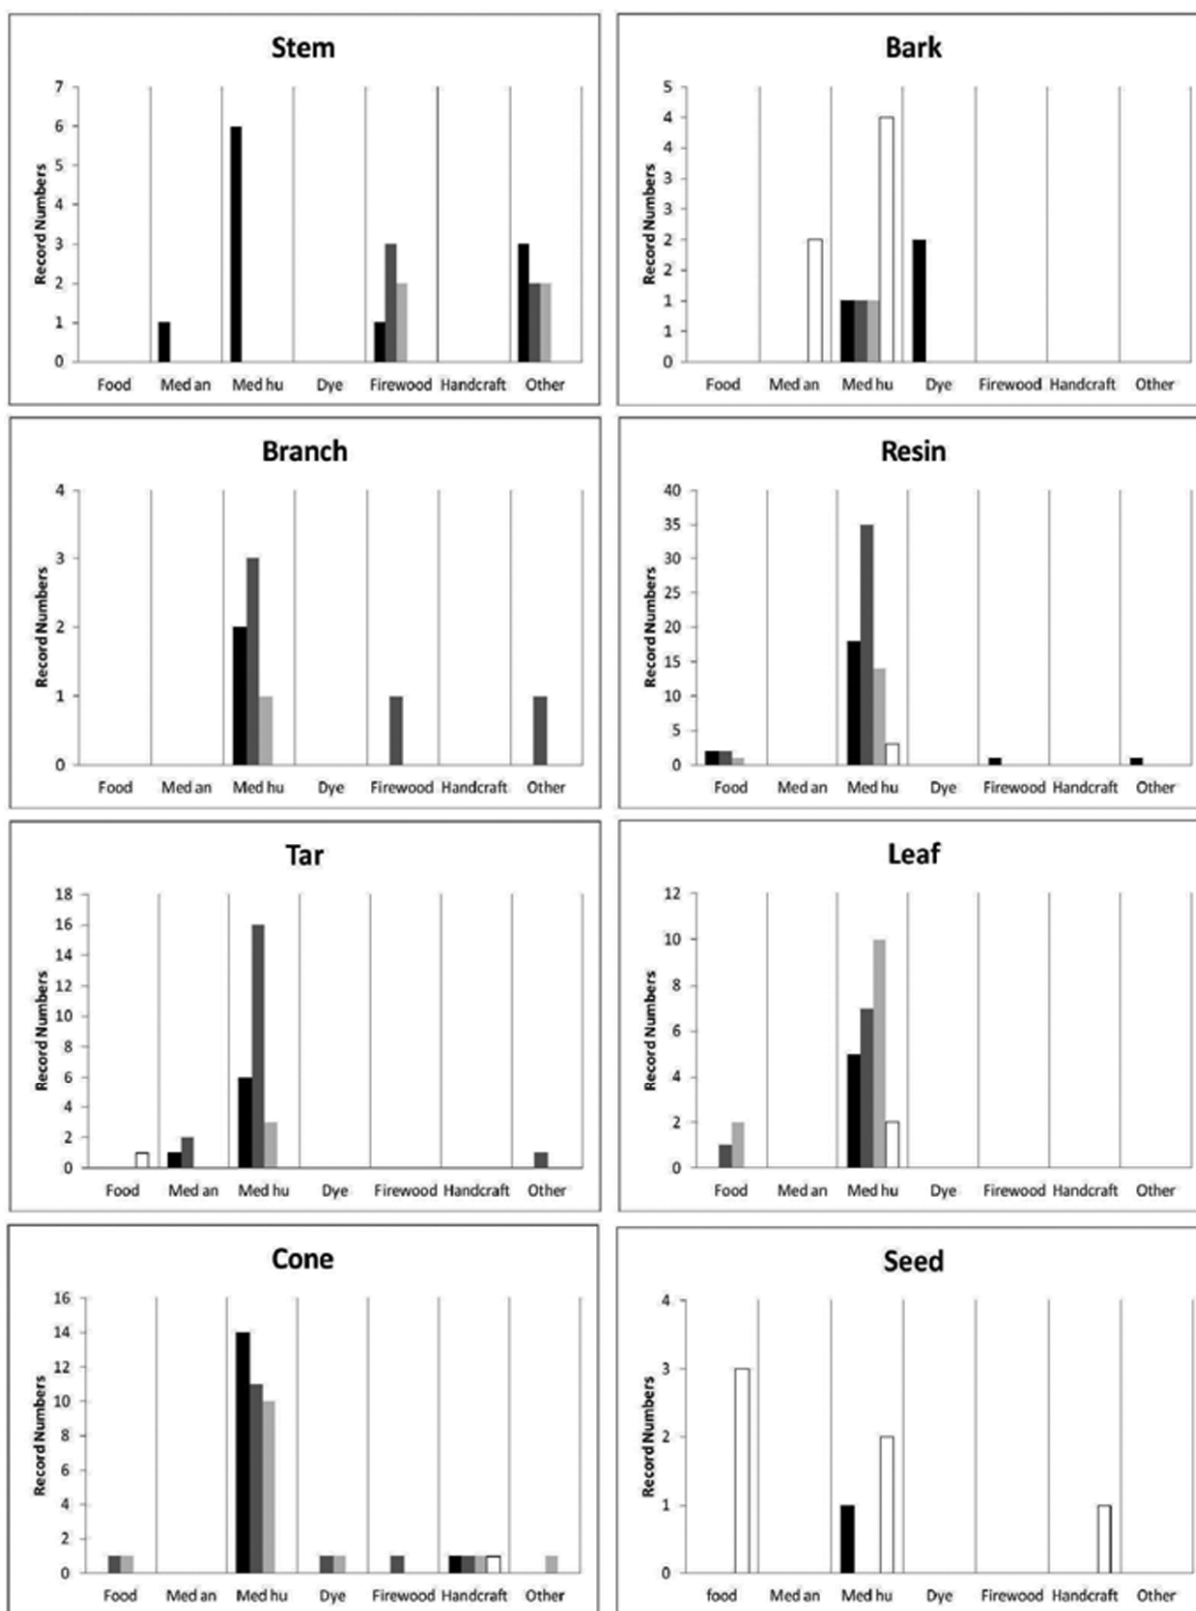 Stem
7
6
5
4
3
2
1
0
Record Numbers
Food Med an Med hu Dye Firewood Handcraft Other
Bark
5
4
4
3
3
2
2
1
1
0
Record Numbers
Food Med an Med hu Dye Firewood Handcraft Other
Branch
4
3
2
1
0
Record Numbers
Food Med an Med hu Dye Firewood Handcraft Other
Resin
40
35
30
25
20
15
10
5
0
Record Numbers
Food Med an Med hu Dye Firewood Handcraft Other
Tar
18
16
14
12
10
8
6
4
2
0
Record Numbers
Food Med an Med hu Dye Firewood Handcraft Other
Leaf
12
10
8
6
4
2
0
Record Numbers
Food Med an Med hu Dye Firewood Handcraft Other
Cone
16
14
12
10
8
6
4
2
0
Record Numbers
Food Med an Med hu Dye Firewood Handcraft Other
Seed
4
3
2
1
0
Record Numbers
food Med an Med hu Dye Firewood Handcraft Other